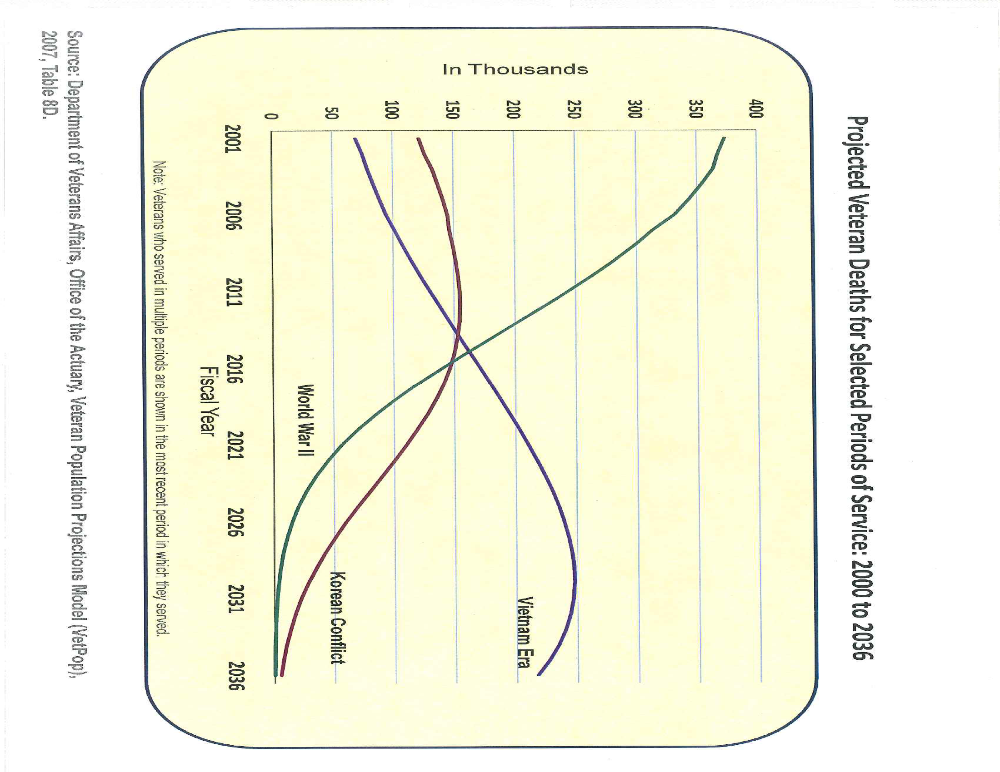 Projected Veteran Deaths for Selected Periods of Service: 2000 to 2036
In Thousands
400
350
300
250
200
150
100
50
0
Vietnam Era
Korean Conflict
World War II
2001 2006 2011 2016 2021 2026 2031 2036
Fiscal Year
Note: Veterans who served in multiple periods are shown in the most recent period in which they served.
Source: Department of Veterans Affairs, Office of the Actuary, Veteran Population Projections Model (VetPop),
2007, Table 8D.